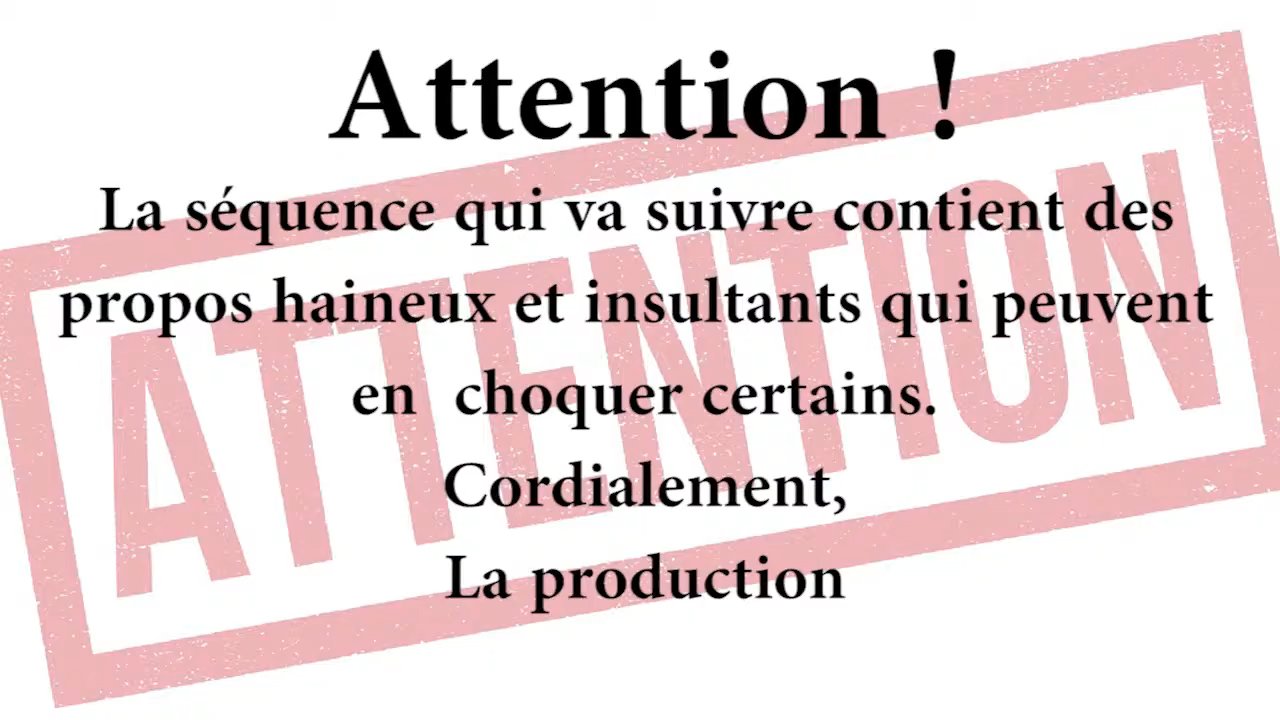 Attention !
La séquence qui va suivre contient des
propos haineux et insultants qui peuvent
en choquer certains.
Cordialement,
La production
ATTENTION